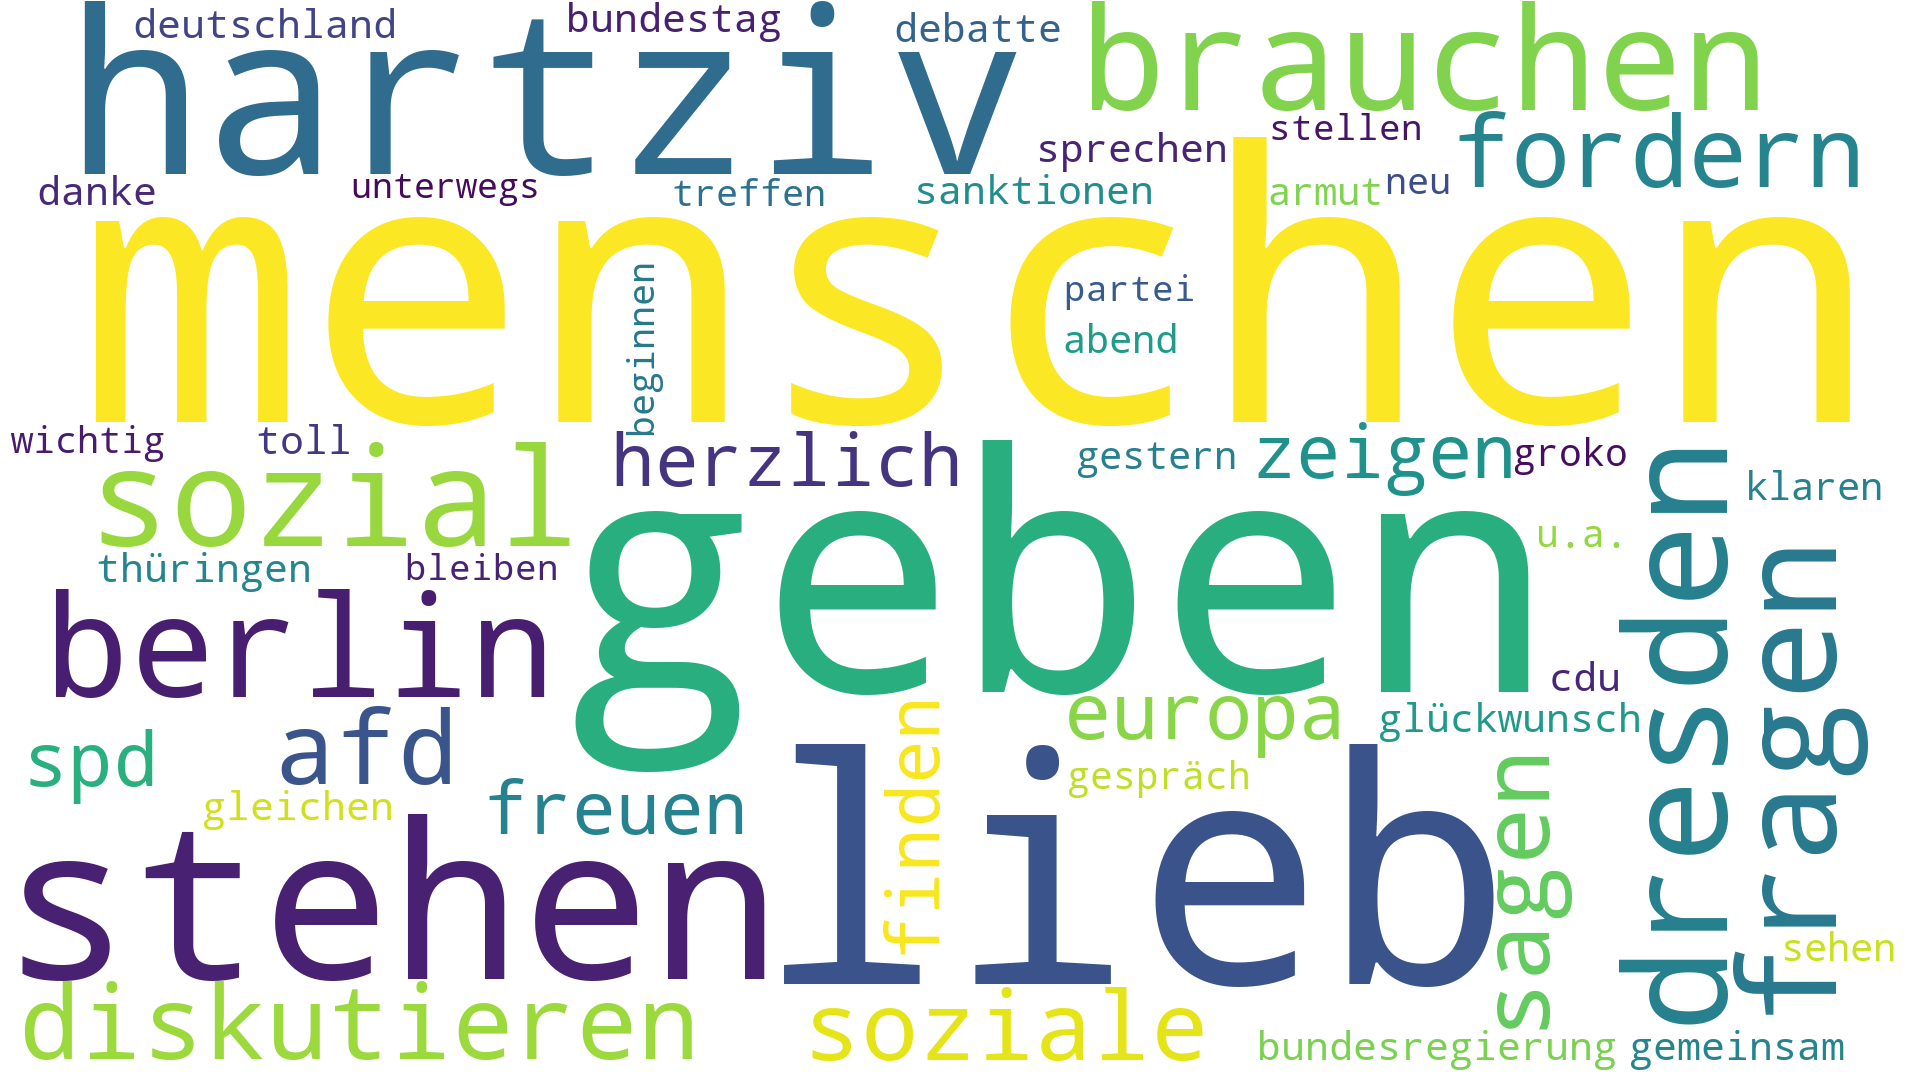 deutschland
bundestag
debatte
hartziv
brauchen
stellen
fordern
sprechen
danke
unterwegs
treffen
sanktionen
armut
neu
menschen
beginnen
partei
abend
wichtig
toll
sozial
herzlich
gestern
zeigen
groko
klaren
geben
u.a.
dresden
fragen
thüringen
bleiben
berlin
cdu
europa
glückwunsch
spd
afd
finden
gespräch
sagen
gleichen
freuen
lieb
stehen
sehen
diskutieren
soziale
bundesregierung
gemeinsam